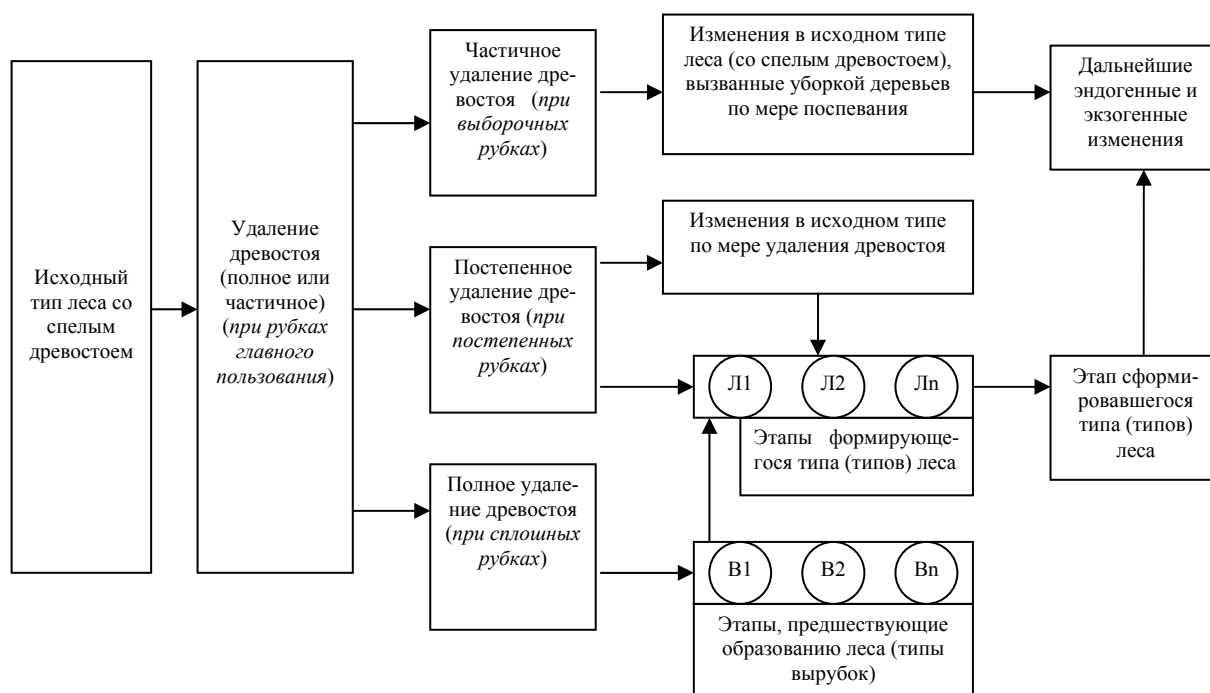 Исходный
тип леса со
спелым
древостоем
Удаление
древостоя
(полное или
частичное)
(при рубках
главного
пользования)
Частичное
удаление дре-
востоя (при
выборочных
рубках)
Изменения в исходном типе
леса (со спелым древостоем),
вызванные уборкой деревьев
по мере поспевания
Дальнейшие
эндогенные и
экзогенные
изменения
Постепенное
удаление дре-
востоя (при
постепенных
рубках)
Изменения в исходном типе
по мере удаления древостоя
Л1 Л2 Лn
Этапы формирующе-
гося типа (типов) леса
Этап сформи-
ровавшегося
типа (типов)
леса
Полное удале-
ние древостоя
(при сплошных
рубках)
В1 В2 Вn
Этапы, предшествующие
образованию леса (типы
вырубок)